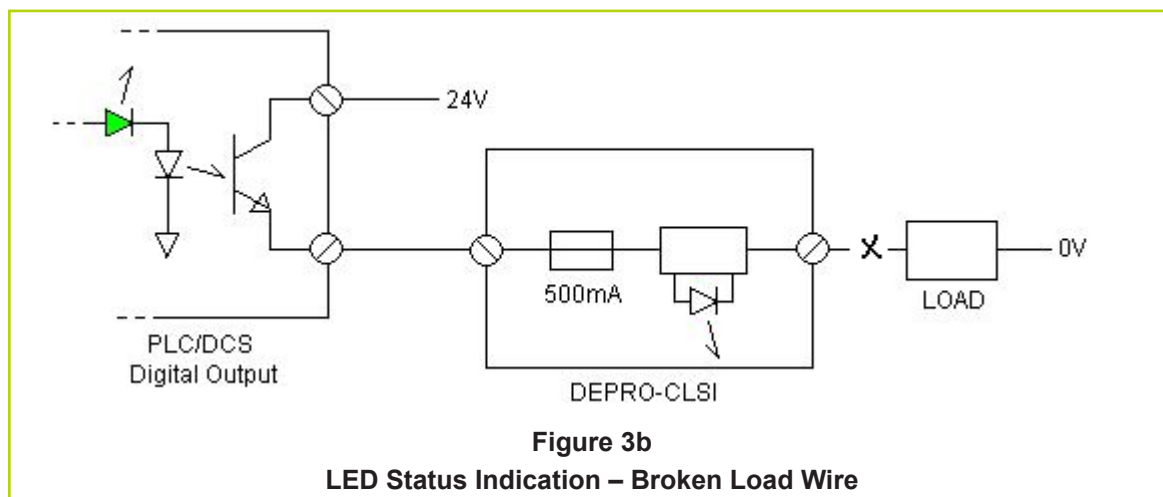 24V
500mA
0V
LOAD
PLC/DCS
Digital Output
DEPRO-CLSI
Figure 3b
LED Status Indication – Broken Load Wire